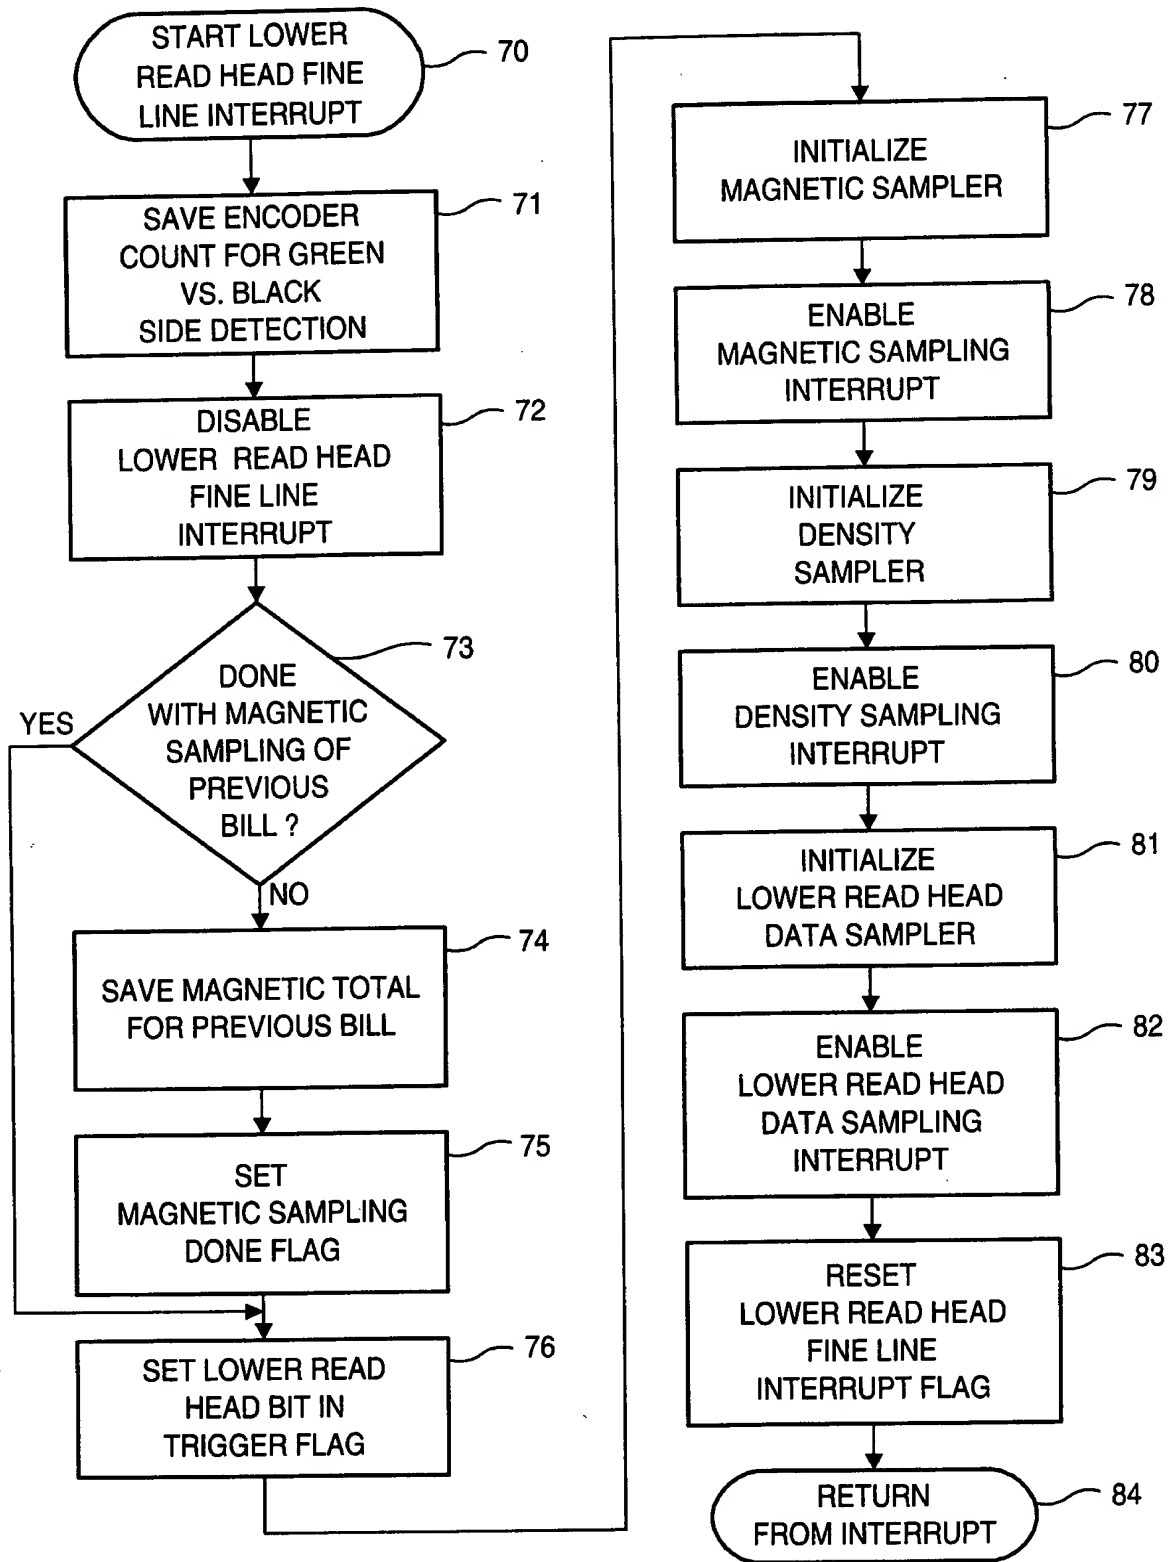 START LOWER
READ HEAD FINE
LINE INTERRUPT
70
SAVE ENCODER
COUNT FOR GREEN
VS. BLACK
SIDE DETECTION
71
DISABLE
LOWER READ HEAD
FINE LINE
INTERRUPT
72
DONE
WITH MAGNETIC
SAMPLING OF
PREVIOUS
BILL ?
73
YES
NO
SAVE MAGNETIC TOTAL
FOR PREVIOUS BILL
74
SET
MAGNETIC SAMPLING
DONE FLAG
75
SET LOWER READ
HEAD BIT IN
TRIGGER FLAG
76
INITIALIZE
MAGNETIC SAMPLER
77
ENABLE
MAGNETIC SAMPLING
INTERRUPT
78
INITIALIZE
DENSITY
SAMPLER
79
ENABLE
DENSITY SAMPLING
INTERRUPT
80
INITIALIZE
LOWER READ HEAD
DATA SAMPLER
81
ENABLE
LOWER READ HEAD
DATA SAMPLING
INTERRUPT
82
RESET
LOWER READ HEAD
FINE LINE
INTERRUPT FLAG
83
RETURN
FROM INTERRUPT
84